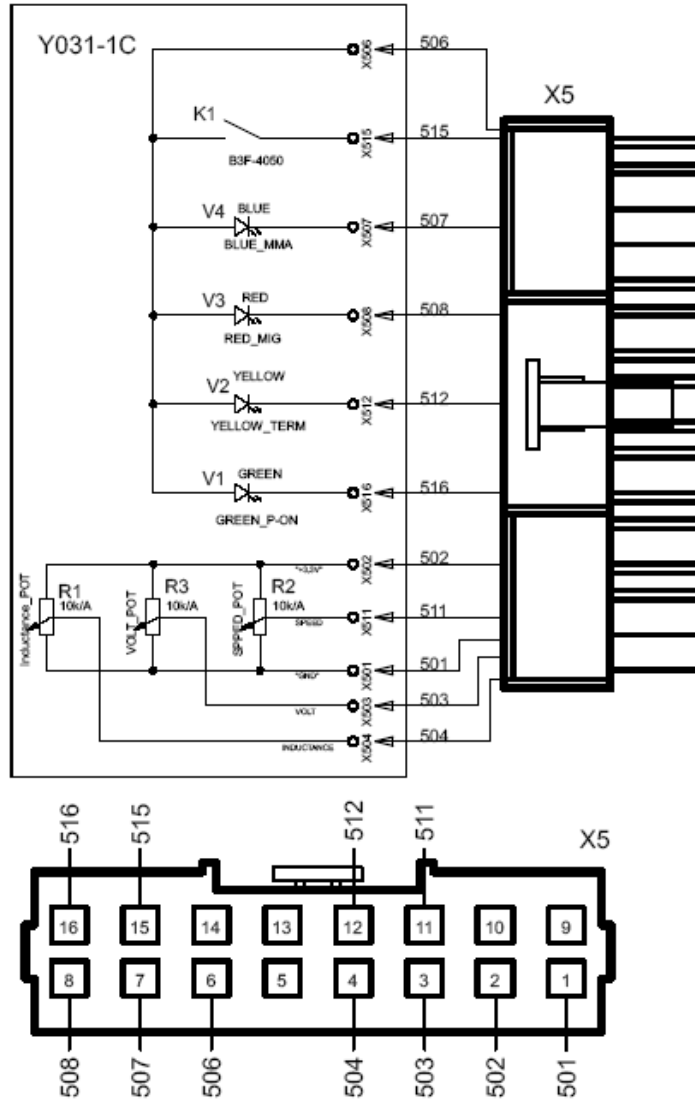 Y031-1C
X506
506
X5
K1
X515
515
B3F-4050
V4
BLUE
X507
507
BLUE_MMA
V3
RED
X508
508
RED_MIG
V2
YELLOW
X512
512
YELLOW_TERM
V1
GREEN
X516
516
GREEN_P-ON
"+3,3V"
X502
502
Inductance_POT
R1
10k/A
VOLT_POT
R3
10k/A
SPPED_POT
R2
10k/A
SPEED
X511
511
"GND"
X501
501
VOLT
X503
503
INDUCTANCE
X504
504
516
515
512
511
X5
16 15 14 13 12 11 10 9
8 7 6 5 4 3 2 1
508
507
506
504
503
502
501